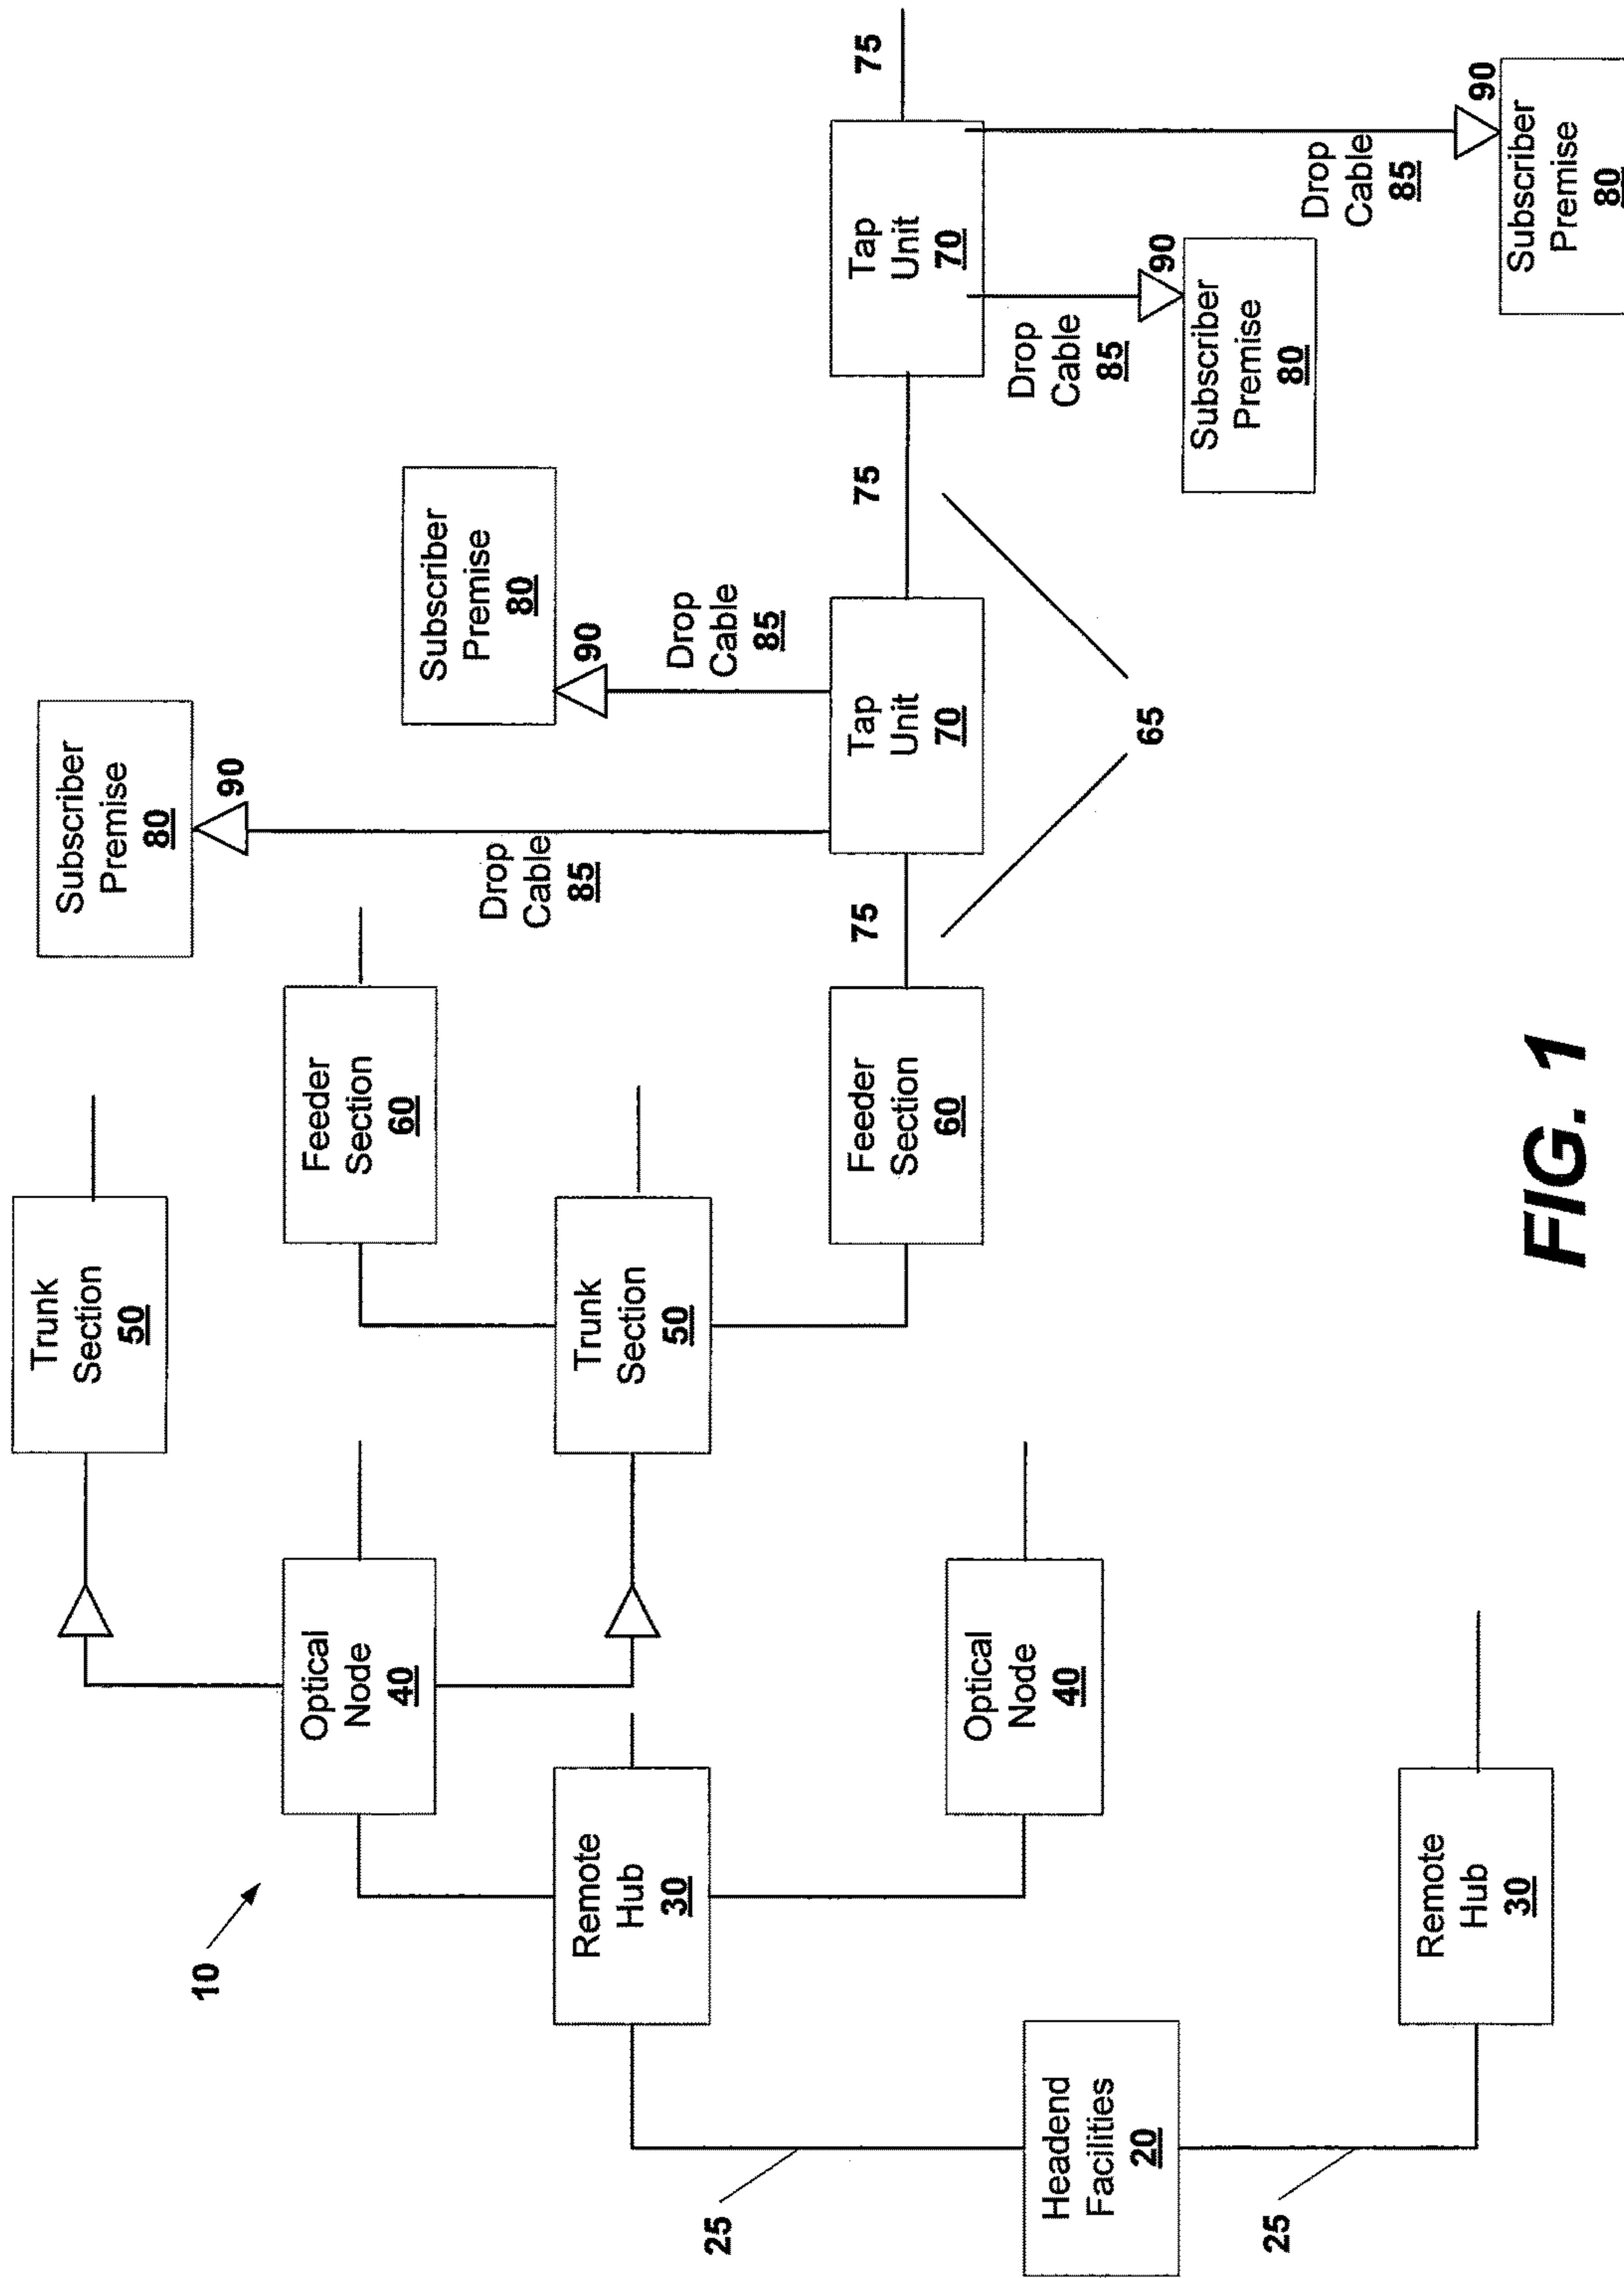 10
Headend
Facilities
20
25
25
Remote
Hub
30
Remote
Hub
30
Optical
Node
40
Optical
Node
40
Trunk
Section
50
Trunk
Section
50
Feeder
Section
60
Feeder
Section
60
75
65
Tap
Unit
70
Drop
Cable
85
90
Subscriber
Premise
80
Drop
Cable
85
90
Subscriber
Premise
80
75
Tap
Unit
70
75
Drop
Cable
85
90
Subscriber
Premise
80
Drop
Cable
85
90
Subscriber
Premise
80
FIG. 1